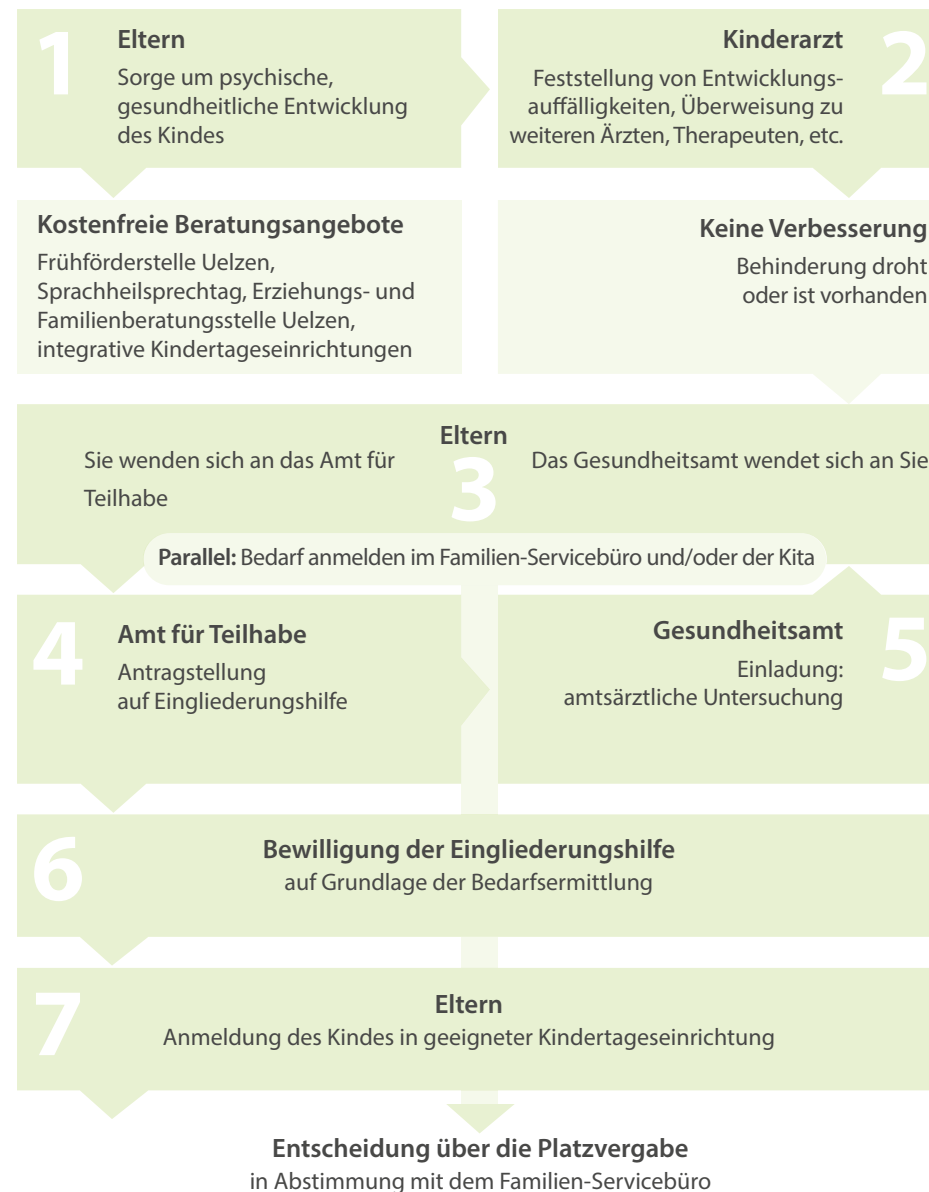 1
Eltern
Sorge um psychische,
gesundheitliche Entwicklung
des Kindes
2
Kinderarzt
Feststellung von Entwicklungs-
auffälligkeiten, Überweisung zu
weiteren Ärzten, Therapeuten, etc.
Kostenfreie Beratungsangebote
Frühförderstelle Uelzen,
Sprachheilsprechtag, Erziehungs- und
Familienberatungsstelle Uelzen,
integrative Kindertageseinrichtungen
Keine Verbesserung
Behinderung droht
oder ist vorhanden
3
Eltern
Sie wenden sich an das Amt für
Teilhabe
Das Gesundheitsamt wendet sich an Sie
Parallel: Bedarf anmelden im Familien-Servicebüro und/oder der Kita
4
Amt für Teilhabe
Antragstellung
auf Eingliederungshilfe
5
Gesundheitsamt
Einladung:
amtsärztliche Untersuchung
6
Bewilligung der Eingliederungshilfe
auf Grundlage der Bedarfsermittlung
7
Eltern
Anmeldung des Kindes in geeigneter Kindertageseinrichtung
Entscheidung über die Platzvergabe
in Abstimmung mit dem Familien-Servicebüro